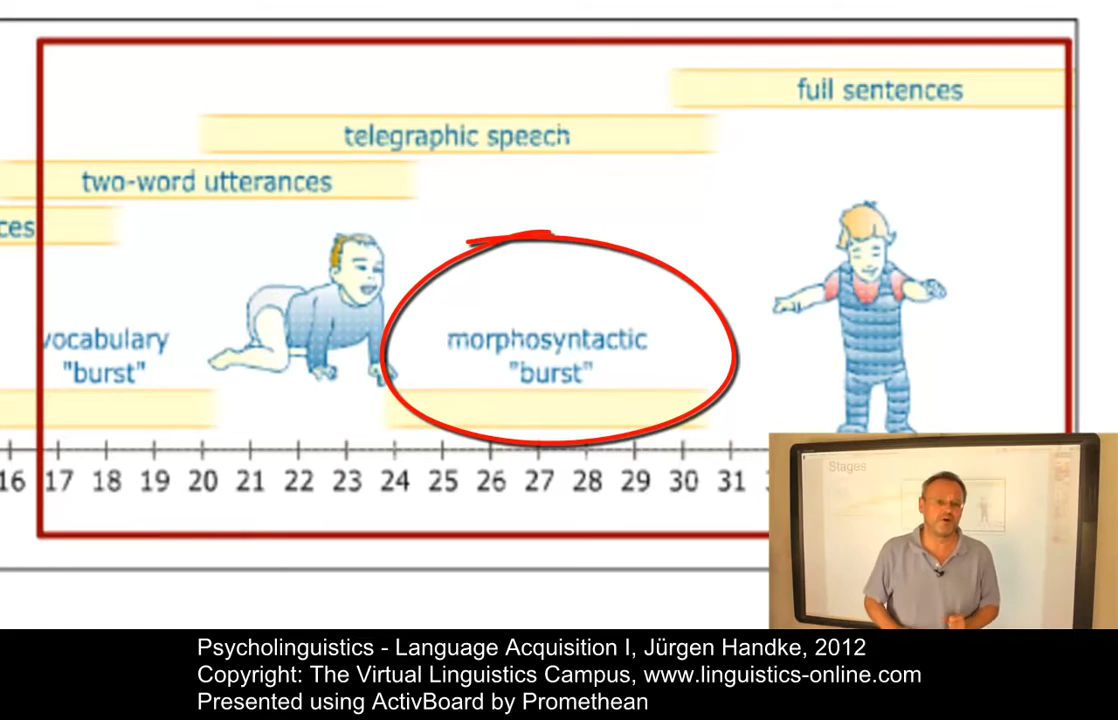 full sentences
telegraphic speech
two-word utterances
ces
vocabulary
"burst"
morphosyntactic
"burst"
16 17 18 19 20 21 22 23 24 25 26 27 28 29 30 31
Stages
Psycholinguistics - Language Acquisition I, Jürgen Handke, 2012
Copyright: The Virtual Linguistics Campus, www.linguistics-online.com
Presented using ActivBoard by Promethean